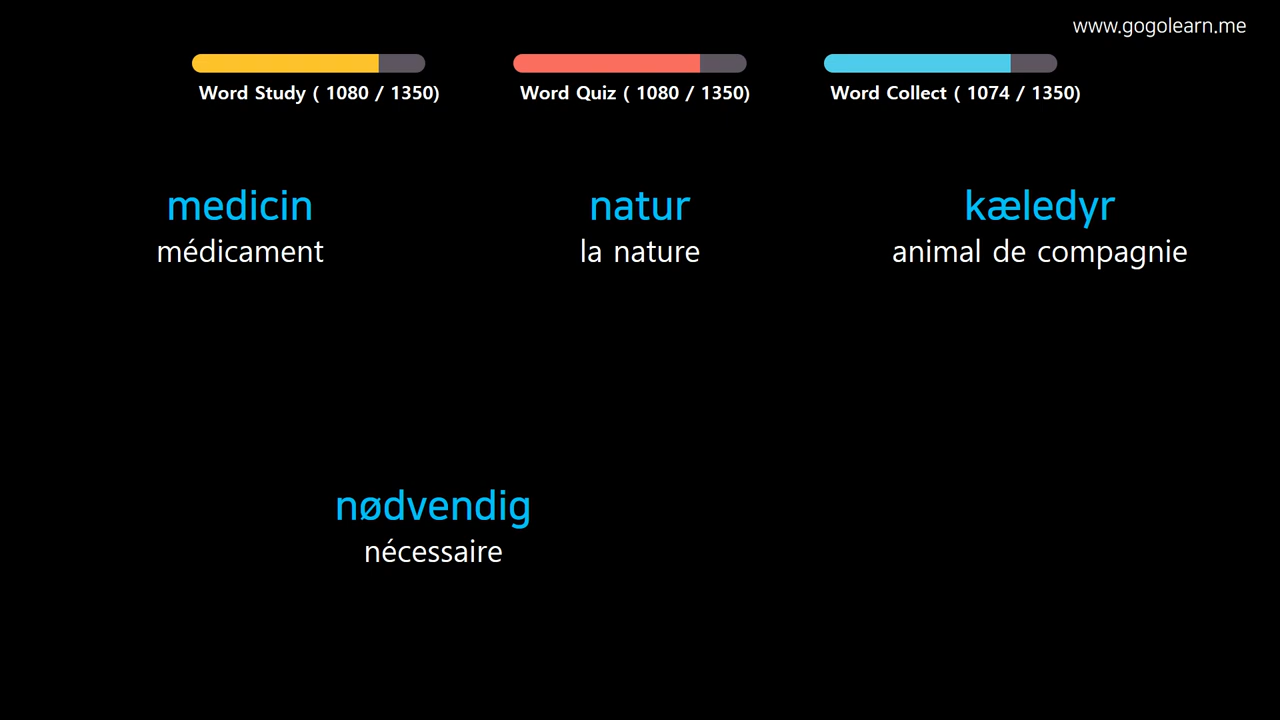 www.gogolearn.me
Word Study ( 1080 / 1350)
Word Quiz ( 1080 / 1350)
Word Collect ( 1074 / 1350)
medicin
médicament
natur
la nature
kæledyr
animal de compagnie
nødvendig
nécessaire